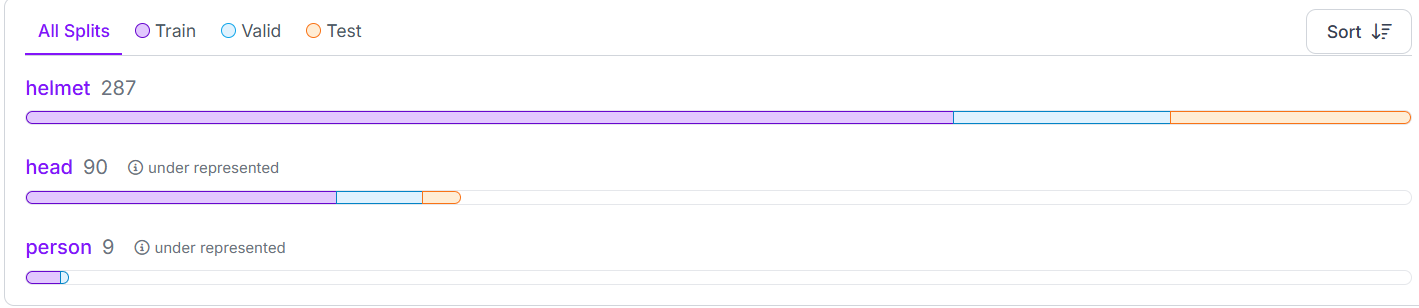 All Splits Train Valid Test Sort
helmet 287
head 90 under represented
person 9 under represented